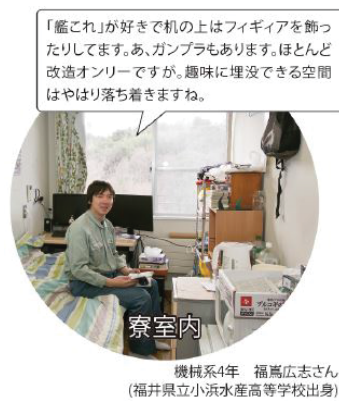 「艦これ」が好きで机の上はフィギィアを飾っ
たりしてます。あ、ガンプラもあります。ほとんど
改造オンリーですが。趣味に埋没できる空間
はやはり落ち着きますね。
寮室内
機械系4年　福嶌広志さん
(福井県立小浜水産高等学校出身)